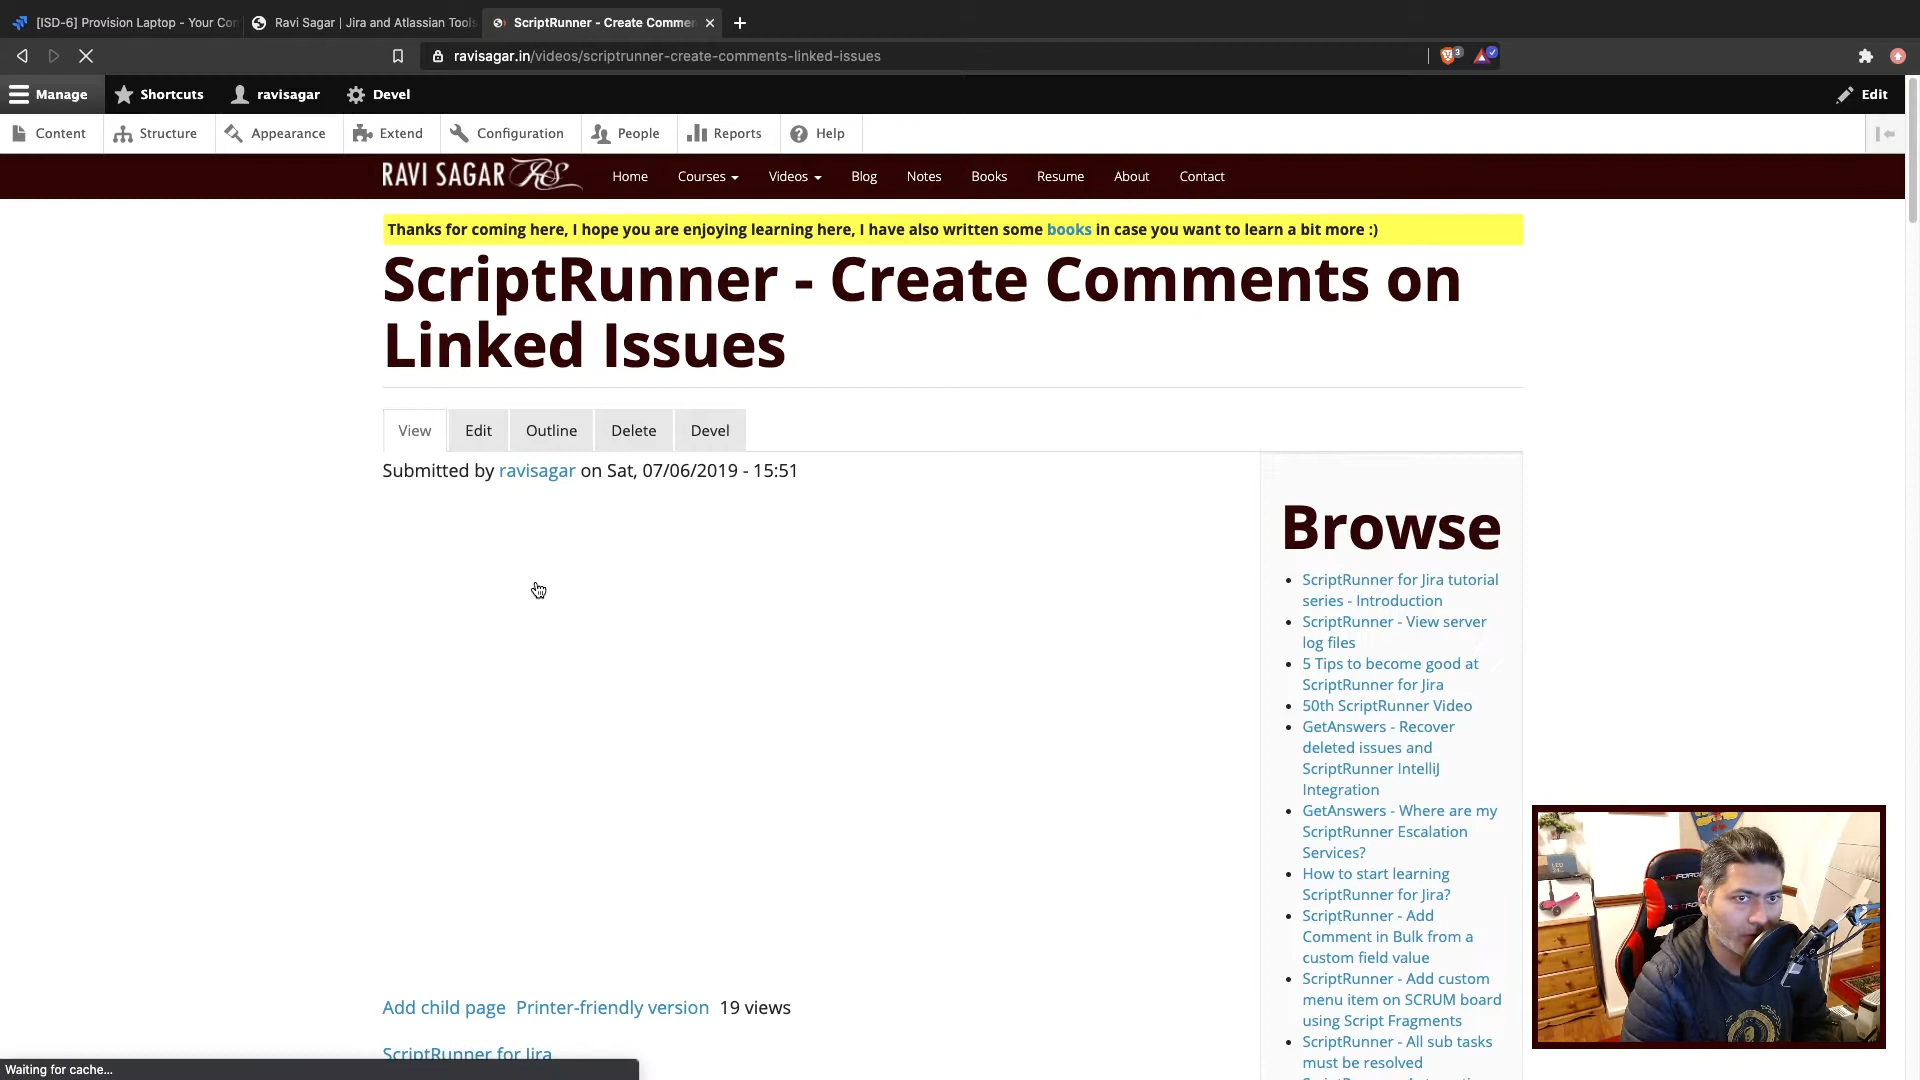 [ISD-6] Provision Laptop - Your Con
Ravi Sagar | Jira and Atlassian Tools
ScriptRunner - Create Commen
ravisagar.in/videos/scriptrunner-create-comments-linked-issues
3
Manage Shortcuts ravisagar Devel Edit
Content Structure Appearance Extend Configuration People Reports Help
RAVI SAGAR RS Home Courses Videos Blog Notes Books Resume About Contact
Thanks for coming here, I hope you are enjoying learning here, I have also written some books in case you want to learn a bit more :)
ScriptRunner - Create Comments on
Linked Issues
View Edit Outline Delete Devel
Submitted by ravisagar on Sat, 07/06/2019 - 15:51
Add child page Printer-friendly version 19 views
ScriptRunner for Jira
Browse
ScriptRunner for Jira tutorial
series - Introduction
ScriptRunner - View server
log files
5 Tips to become good at
ScriptRunner for Jira
50th ScriptRunner Video
GetAnswers - Recover
deleted issues and
ScriptRunner IntelliJ
Integration
GetAnswers - Where are my
ScriptRunner Escalation
Services?
How to start learning
ScriptRunner for Jira?
ScriptRunner - Add
Comment in Bulk from a
custom field value
ScriptRunner - Add custom
menu item on SCRUM board
using Script Fragments
ScriptRunner - All sub tasks
must be resolved
Waiting for cache...